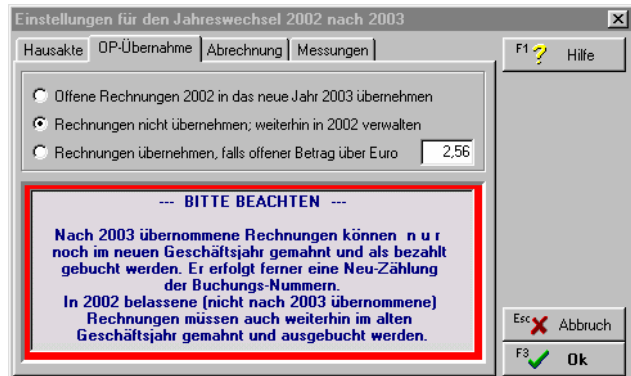 Einstellungen für den Jahreswechsel 2002 nach 2003
Hausakte OP-Übernahme Abrechnung Messungen
F1 Hilfe
Offene Rechnungen 2002 in das neue Jahr 2003 übernehmen
Rechnungen nicht übernehmen; weiterhin in 2002 verwalten
Rechnungen übernehmen, falls offener Betrag über Euro 2,56
--- BITTE BEACHTEN ---
Nach 2003 übernommene Rechnungen können n u r
noch im neuen Geschäftsjahr gemahnt und als bezahlt
gebucht werden. Er erfolgt ferner eine Neu-Zählung
der Buchungs-Nummern.
In 2002 belassene (nicht nach 2003 übernommene)
Rechnungen müssen auch weiterhin im alten
Geschäftsjahr gemahnt und ausgebucht werden.
Esc Abbruch
F3 Ok